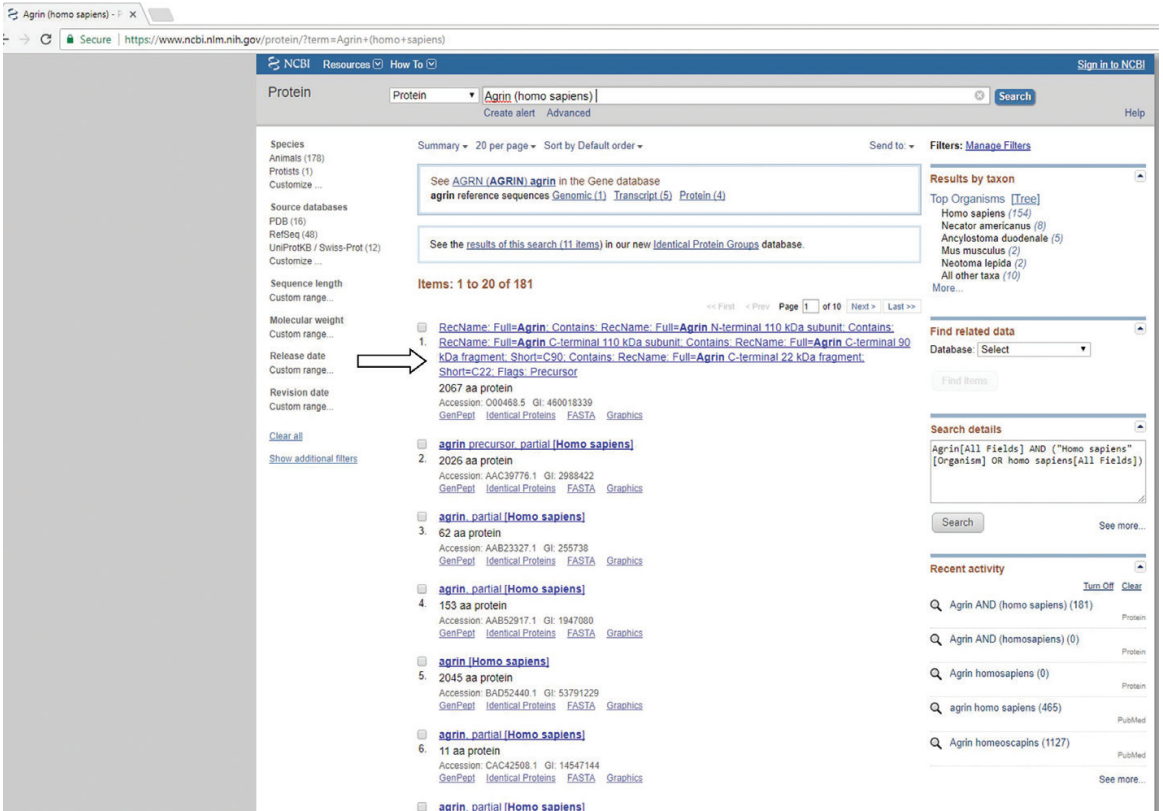 Agrin (homo sapiens) - P
Secure | https://www.ncbi.nlm.nih.gov/protein/?term=Agrin+(homo+sapiens)
NCBI Resources How To Sign in to NCBI
Protein
Protein Agrin (homo sapiens) Search
Create alert Advanced Help
Species
Animals (178)
Protists (1)
Customize ...
Source databases
PDB (16)
RefSeq (48)
UniProtKB / Swiss-Prot (12)
Customize ...
Sequence length
Custom range...
Molecular weight
Custom range...
Release date
Custom range...
Revision date
Custom range...
Clear all
Show additional filters
Summary 20 per page Sort by Default order Send to:
See AGRN (AGRIN) agrin in the Gene database
agrin reference sequences Genomic (1) Transcript (5) Protein (4)
See the results of this search (11 items) in our new Identical Protein Groups database.
Items: 1 to 20 of 181
<< First < Prev Page 1 of 10 Next > Last >>
RecName: Full=Agrin; Contains: RecName: Full=Agrin N-terminal 110 kDa subunit; Contains:
1. RecName: Full=Agrin C-terminal 110 kDa subunit; Contains: RecName: Full=Agrin C-terminal 90
kDa fragment; Short=C90; Contains: RecName: Full=Agrin C-terminal 22 kDa fragment;
Short=C22; Flags: Precursor
2067 aa protein
Accession: O00468.5 GI: 460018339
GenPept Identical Proteins FASTA Graphics
agrin precursor, partial [Homo sapiens]
2. 2026 aa protein
Accession: AAC39776.1 GI: 2988422
GenPept Identical Proteins FASTA Graphics
agrin, partial [Homo sapiens]
3. 62 aa protein
Accession: AAB23327.1 GI: 255738
GenPept Identical Proteins FASTA Graphics
agrin, partial [Homo sapiens]
4. 153 aa protein
Accession: AAB52917.1 GI: 1947080
GenPept Identical Proteins FASTA Graphics
agrin [Homo sapiens]
5. 2045 aa protein
Accession: BAD52440.1 GI: 53791229
GenPept Identical Proteins FASTA Graphics
agrin, partial [Homo sapiens]
6. 11 aa protein
Accession: CAC42508.1 GI: 14547144
GenPept Identical Proteins FASTA Graphics
agrin, partial [Homo sapiens]
Filters: Manage Filters
Results by taxon
Top Organisms [Tree]
Homo sapiens (154)
Necator americanus (8)
Ancylostoma duodenale (5)
Mus musculus (2)
Neotoma lepida (2)
All other taxa (10)
More...
Find related data
Database: Select
Find items
Search details
Agrin[All Fields] AND ("Homo sapiens"
[Organism] OR homo sapiens[All Fields])
Search See more...
Recent activity
Turn Off Clear
Agrin AND (homo sapiens) (181)
Protein
Agrin AND (homosapiens) (0)
Protein
Agrin homosapiens (0)
Protein
agrin homo sapiens (465)
PubMed
Agrin homeoscapins (1127)
PubMed
See more...